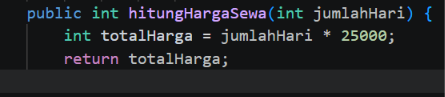 public int hitungHargaSewa(int jumlahHari) {
    int totalHarga = jumlahHari * 25000;
    return totalHarga;